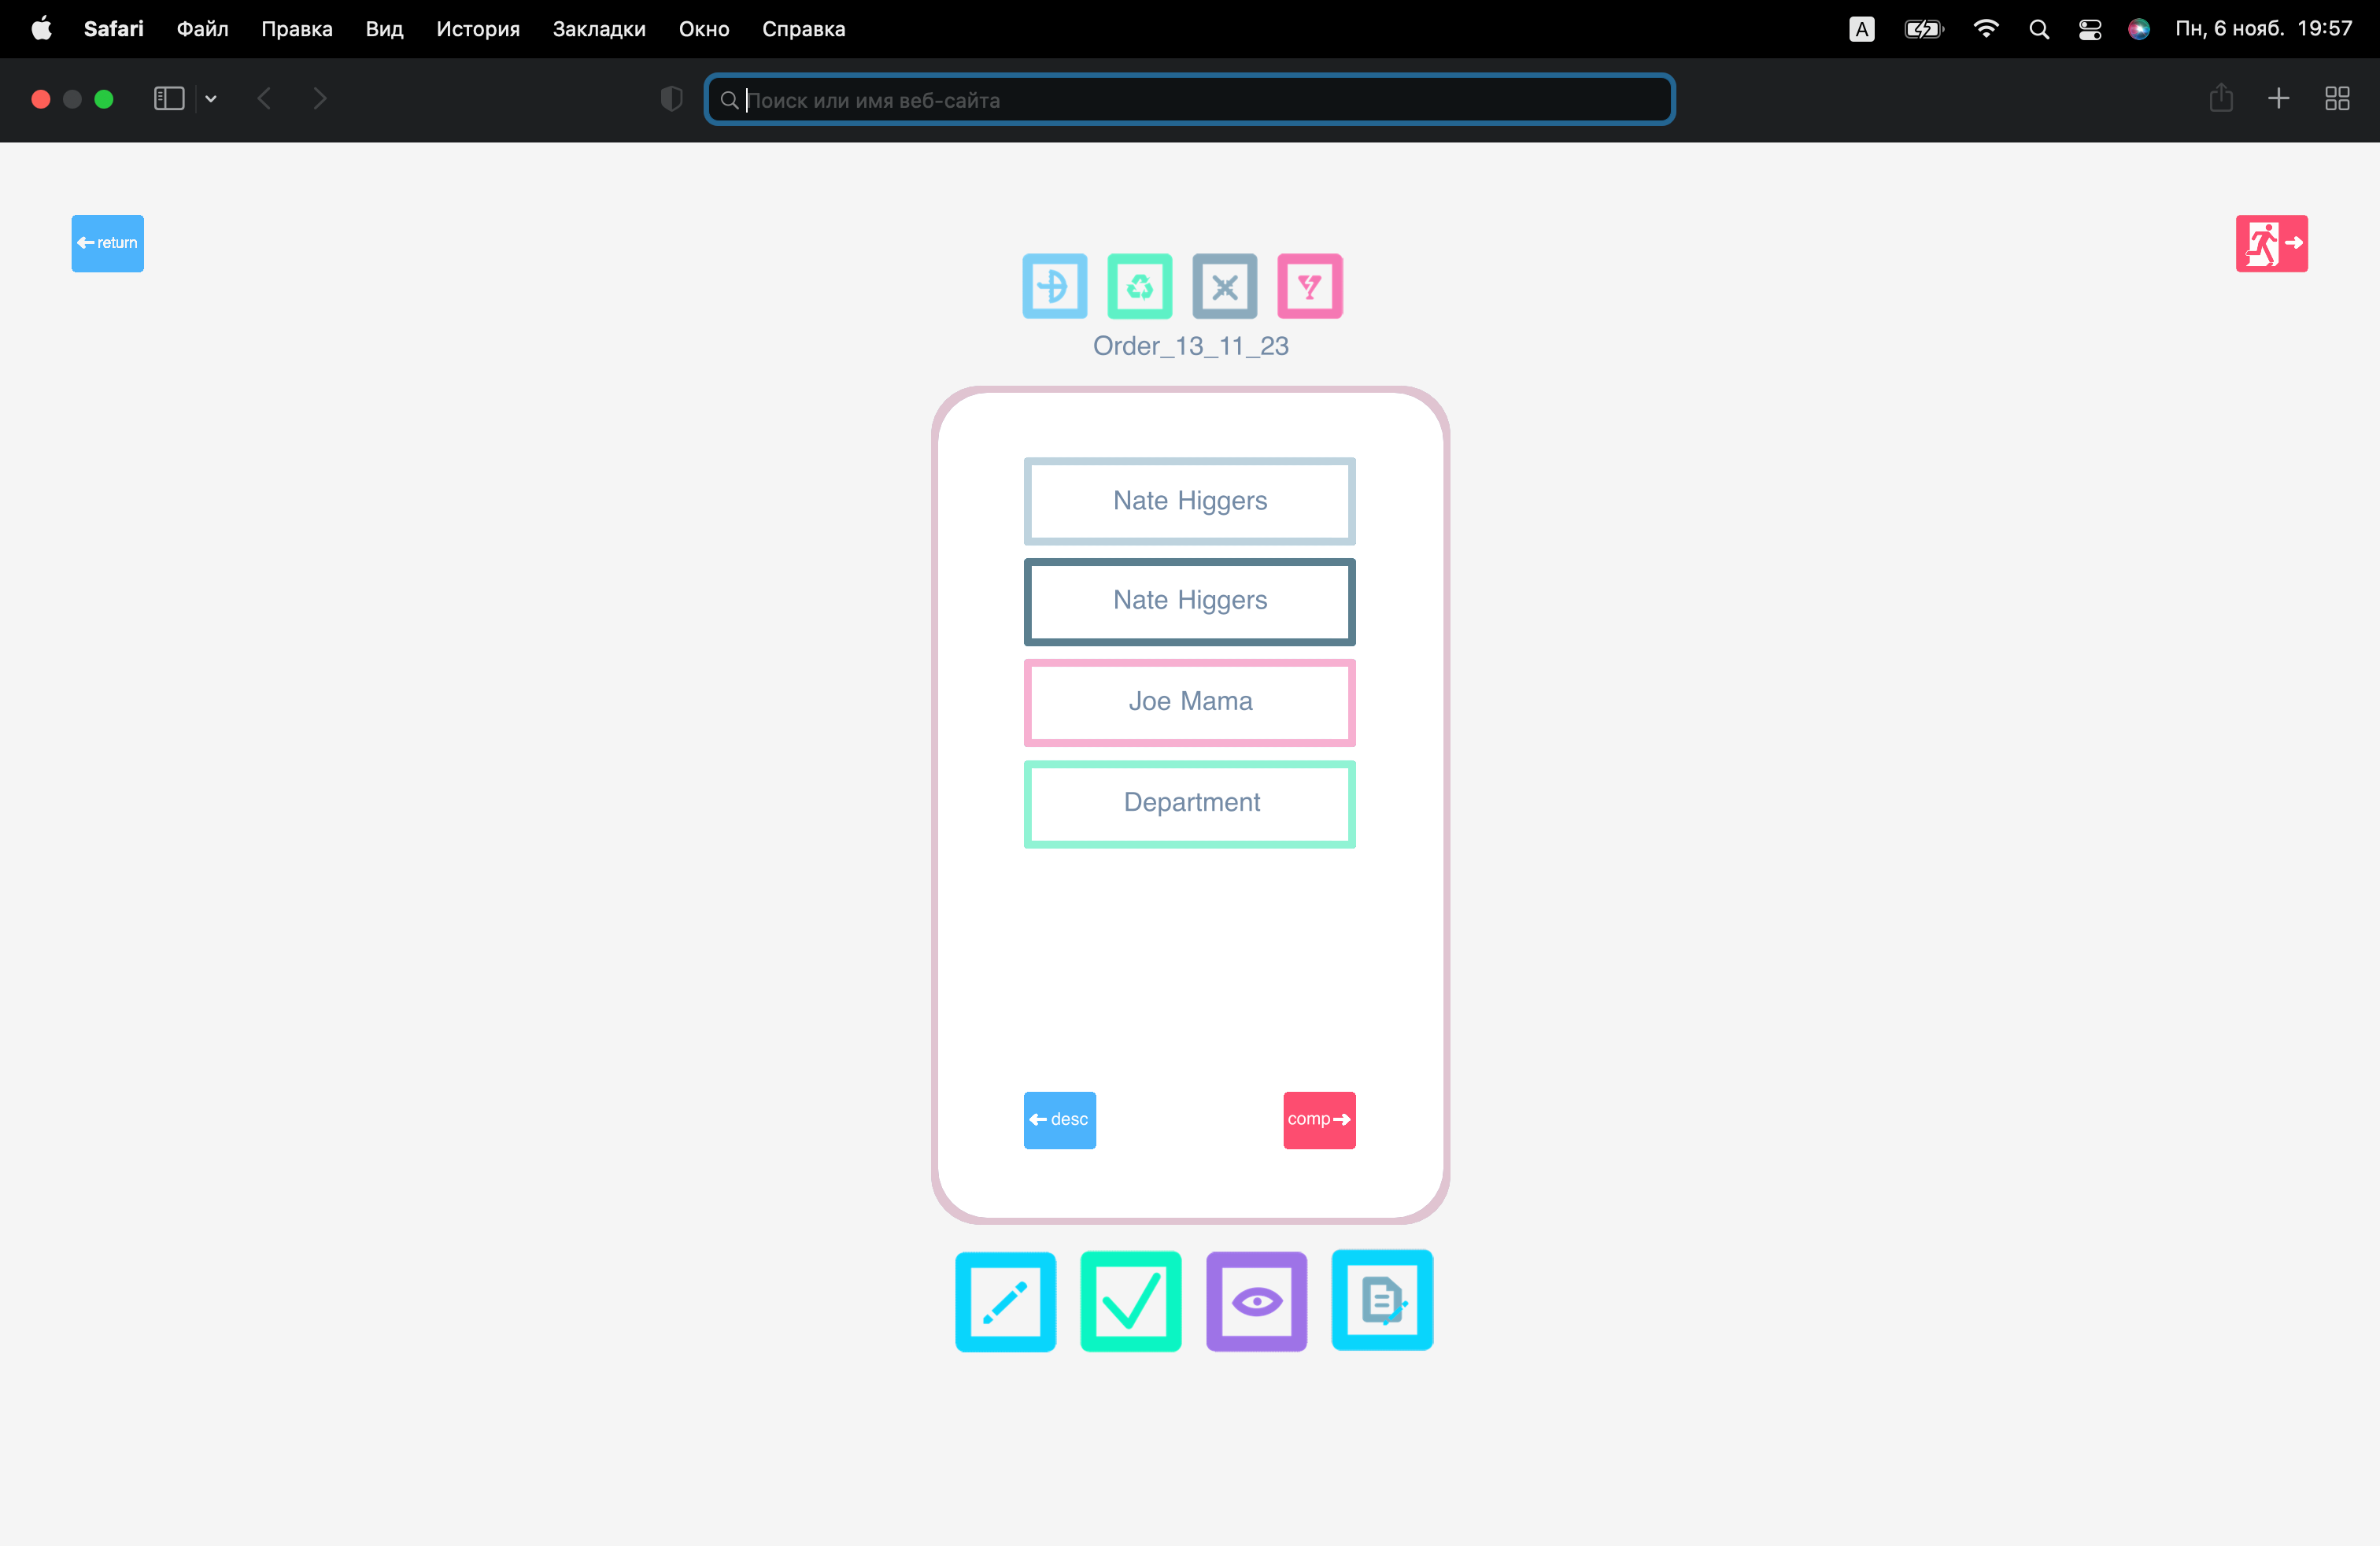 Safari Файл Правка Вид История Закладки Окно Справка A Пн, 6 нояб. 19:57
Поиск или имя веб-сайта
return
Order_13_11_23
Nate Higgers
Nate Higgers
Joe Mama
Department
desc comp